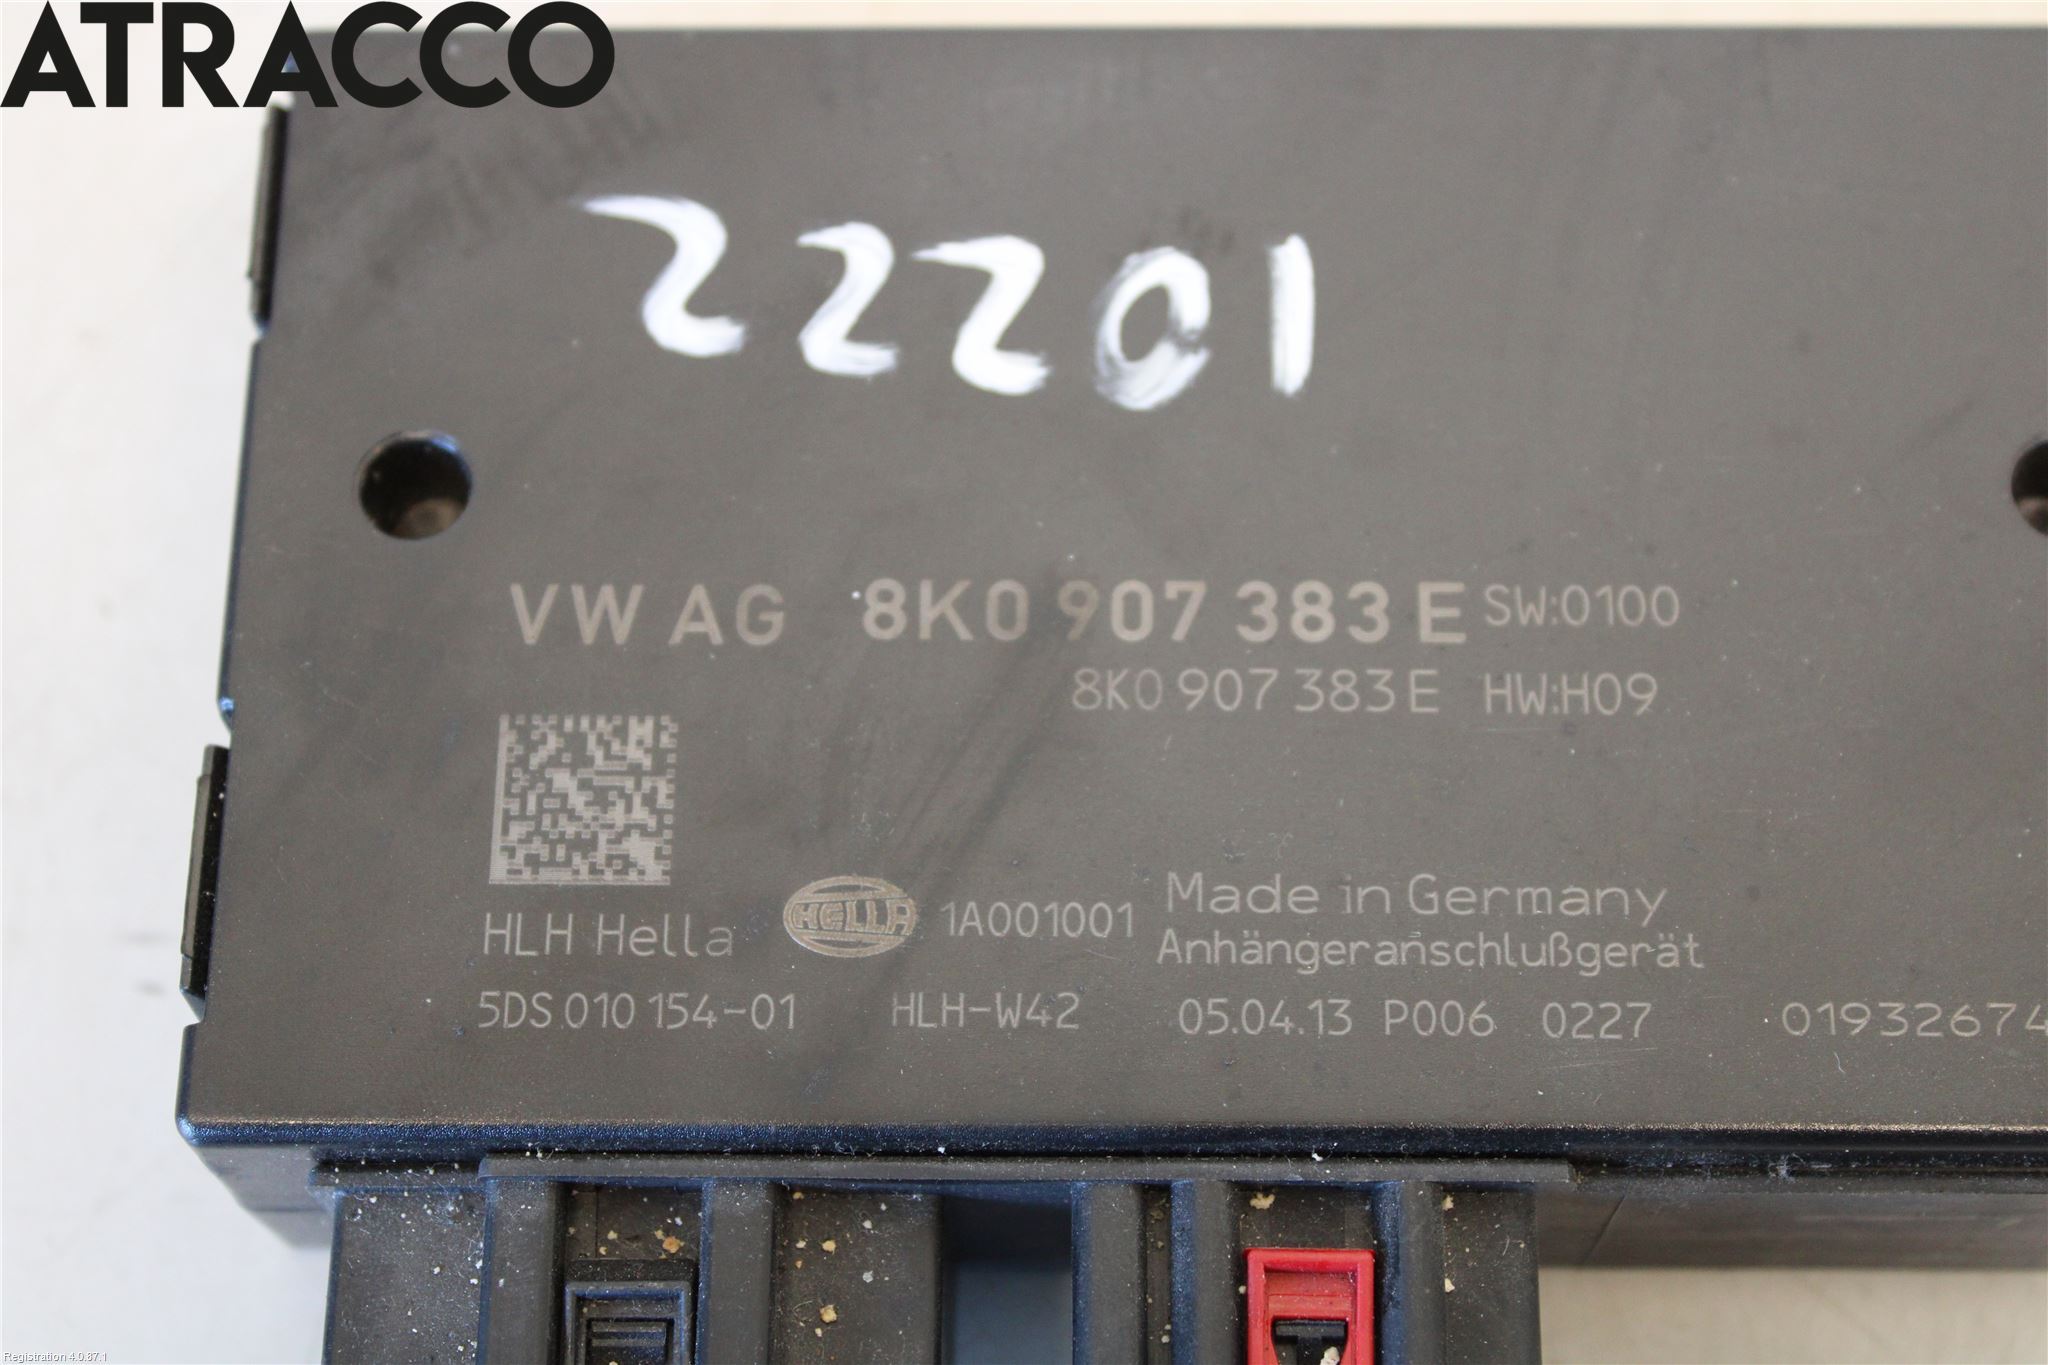 ATRACCO
22201
VW AG 8K0 907 383 E SW:0100
8K0 907 383 E HW:H09
HLH Hella HELLA 1A001001 Made in Germany
Anhängeranschlußgerät
5DS 010 154-01 HLH-W42 05.04.13 P006 0227 01932674
Registration 4.0.87.1